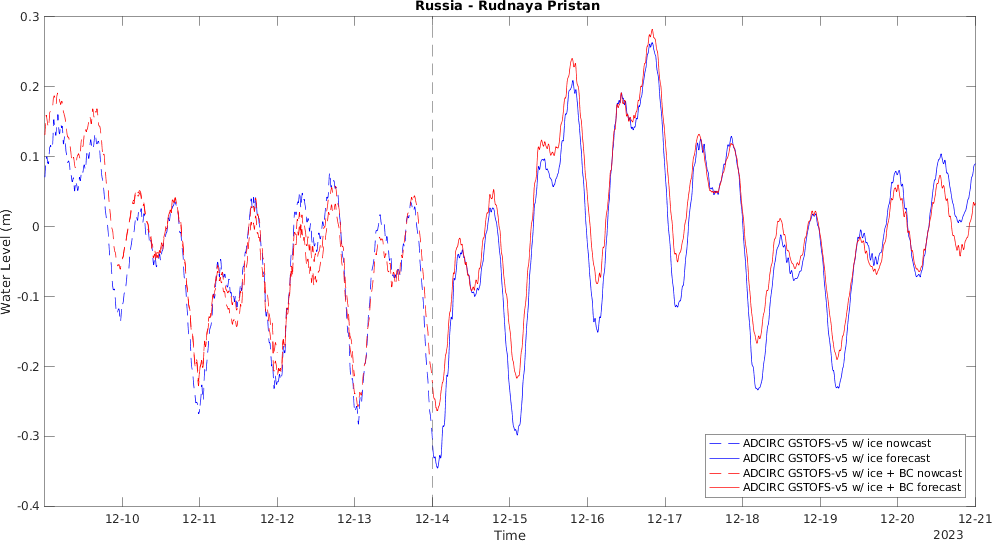 Russia - Rudnaya Pristan
0.3
0.2
0.1
0
-0.1
-0.2
-0.3
-0.4
Water Level (m)
ADCIRC GSTOFS-v5 w/ ice nowcast
ADCIRC GSTOFS-v5 w/ ice forecast
ADCIRC GSTOFS-v5 w/ ice + BC nowcast
ADCIRC GSTOFS-v5 w/ ice + BC forecast
12-10 12-11 12-12 12-13 12-14 12-15 12-16 12-17 12-18 12-19 12-20 12-21
Time
2023